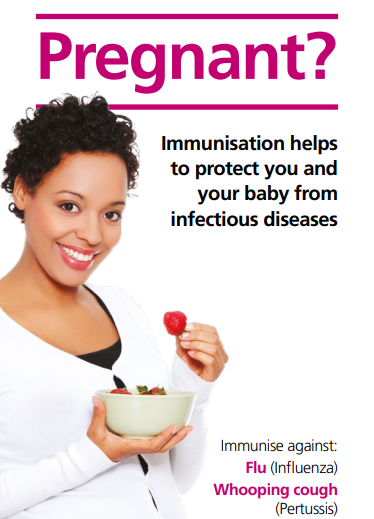 Pregnant?
Immunisation helps
to protect you and
your baby from
infectious diseases
Immunise against:
Flu (Influenza)
Whooping cough
(Pertussis)